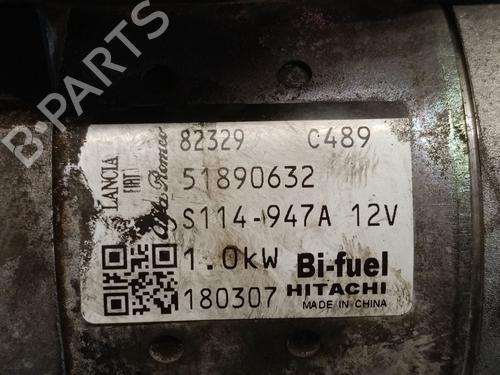 B-PARTS
LANCIA
FIAT
Alfa Romeo
82329 C489
51890632
S114-947A 12V
1.0kW Bi-fuel
180307 HITACHI
MADE IN CHINA